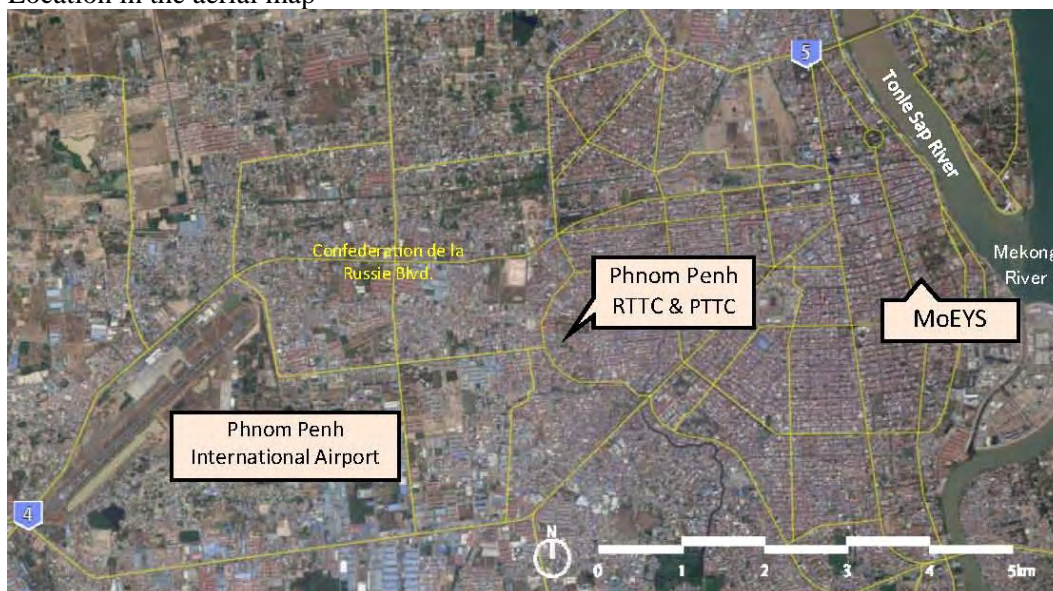 Location in the aerial map
5
Tonle Sap River
Confederation de la
Russie Blvd.
Mekong
River
Phnom Penh
RTTC & PTTC
MoEYS
Phnom Penh
International Airport
4
N
0 1 2 3 4 5km